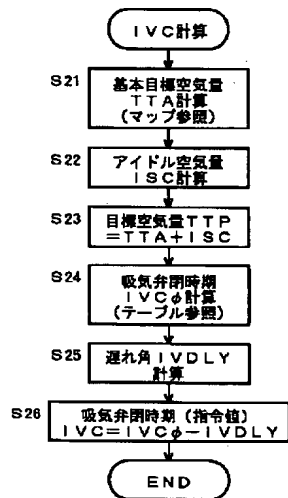 IVC計算
S21
基本目標空気量
TTA計算
(マップ参照)
S22
アイドル空気量
ISC計算
S23
目標空気量TTP
=TTA+ISC
S24
吸気弁閉時期
IVCφ計算
(テーブル参照)
S25
遅れ角IVDLY
計算
S26
吸気弁閉時期(指令値)
IVC=IVCφ-IVDLY
END